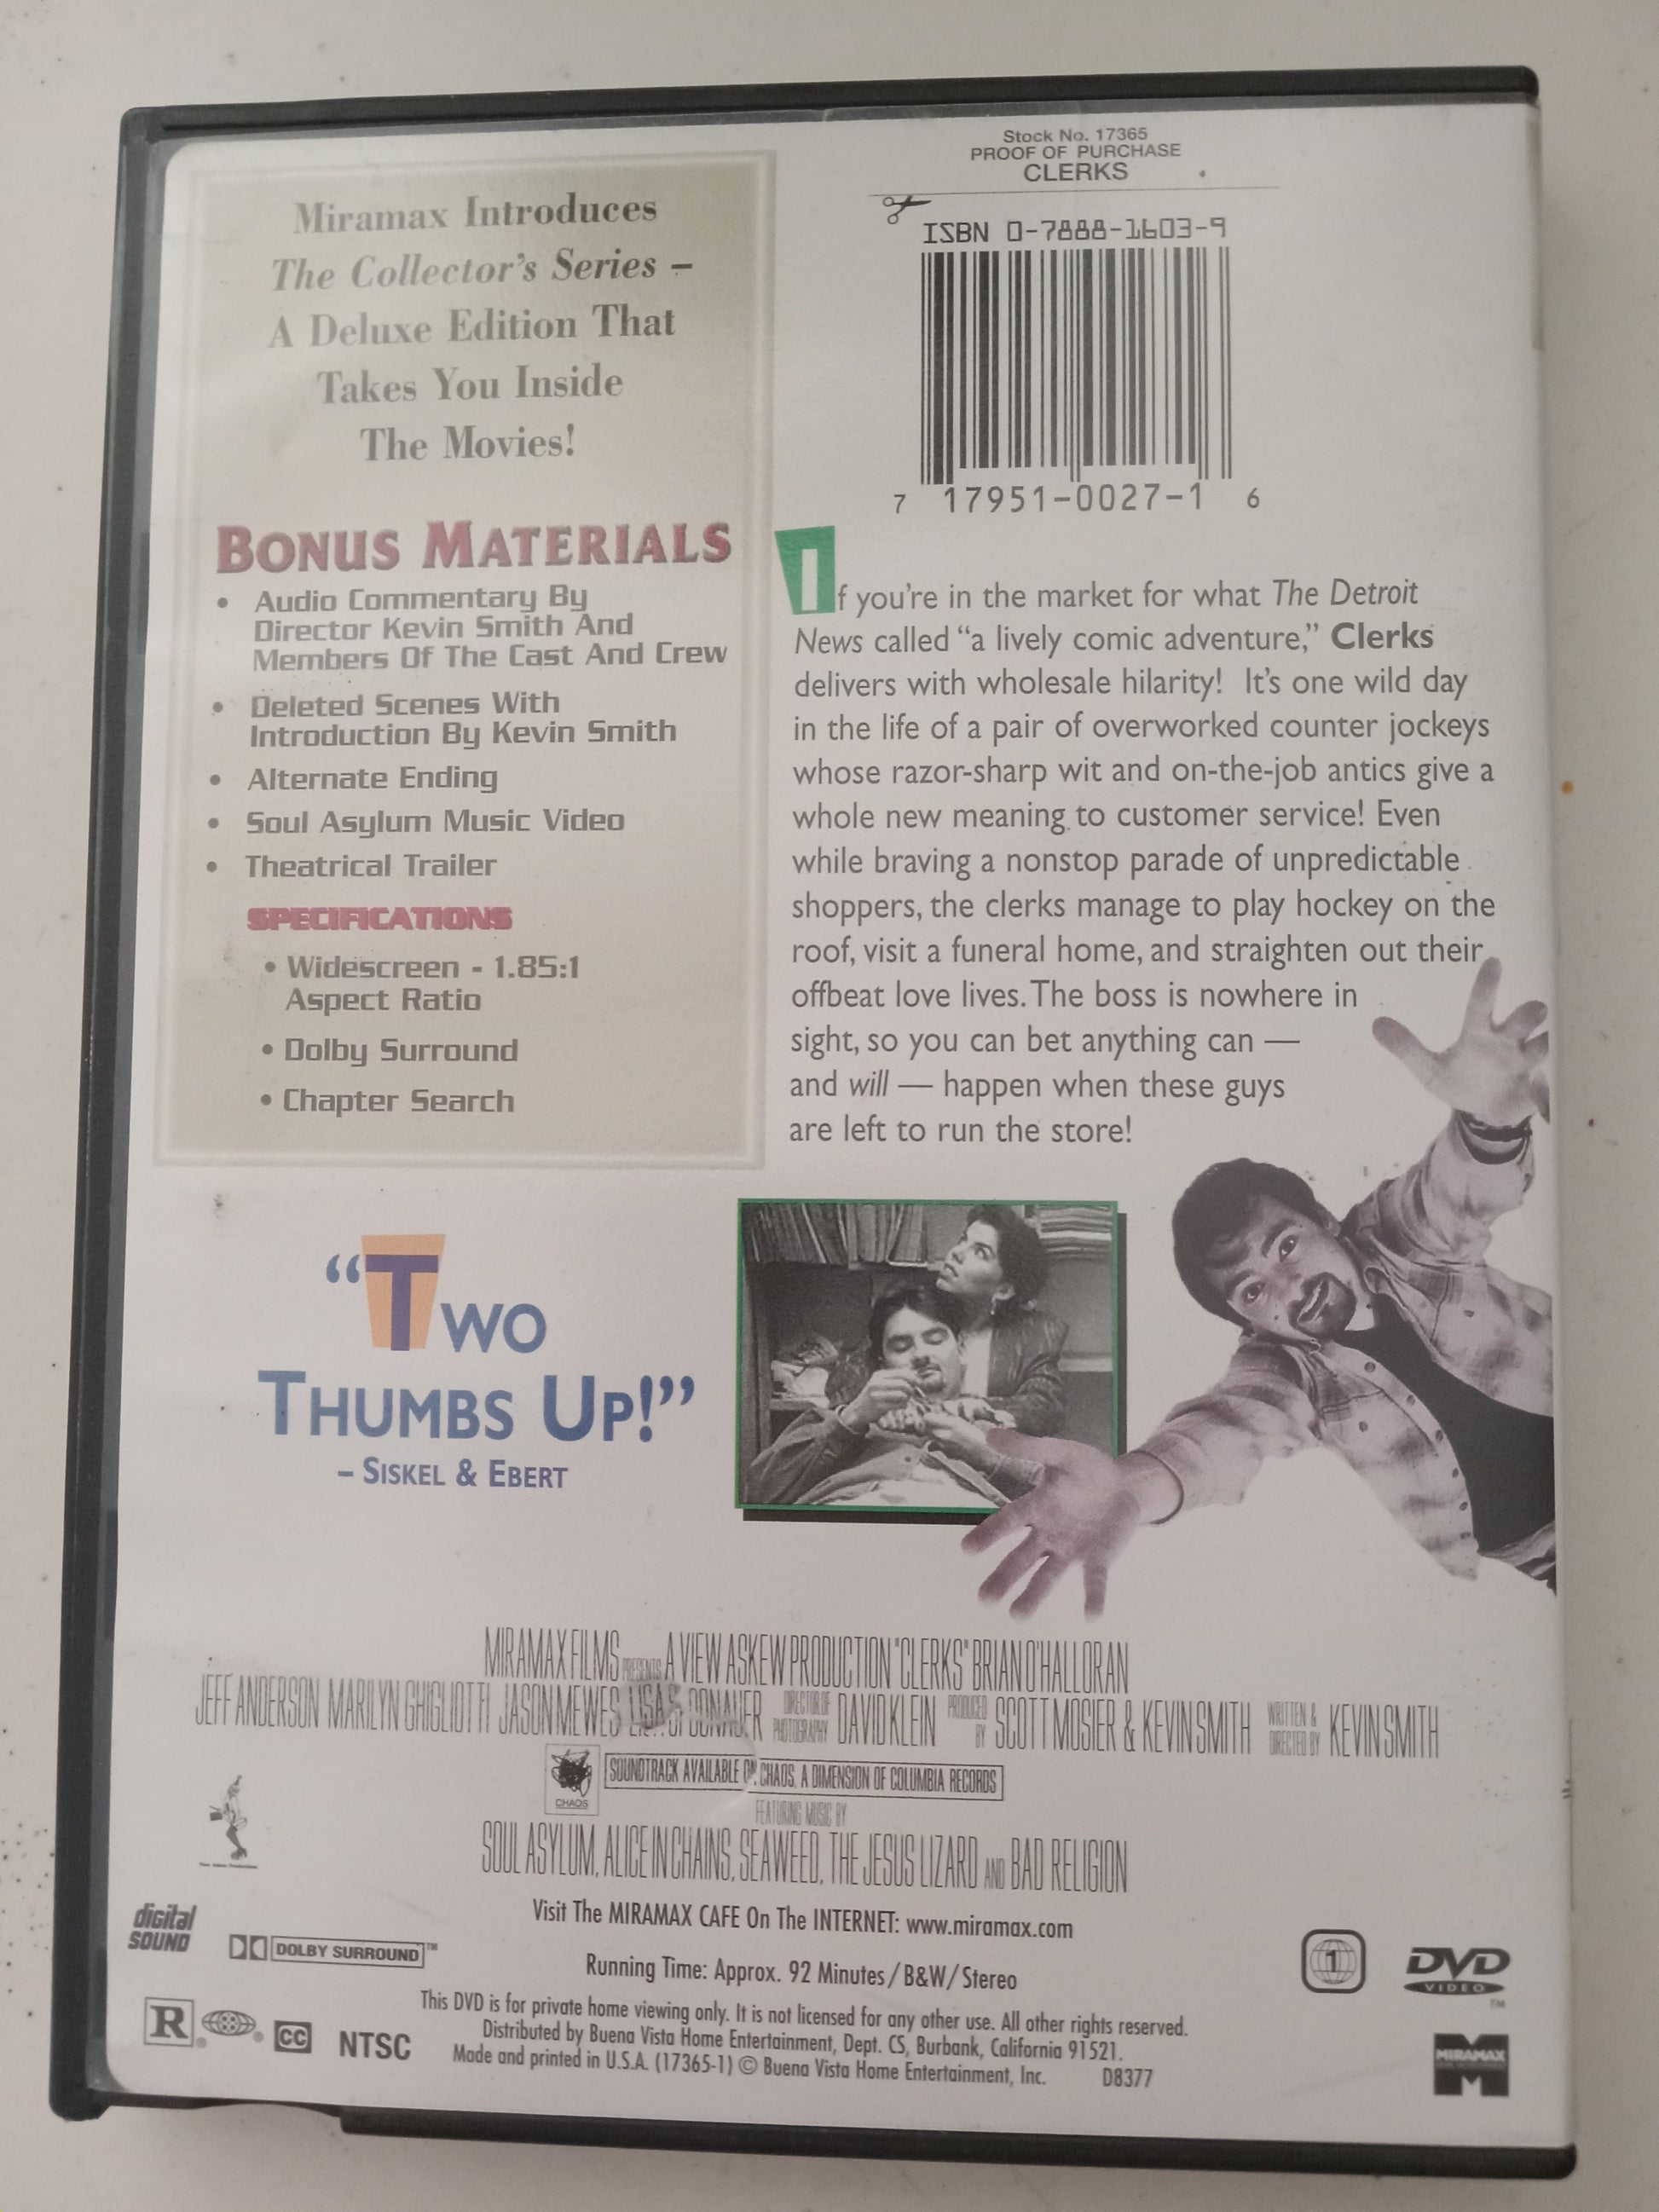 Stock No. 17365
PROOF OF PURCHASE
CLERKS
ISBN 0-7888-1603-9
7 17951-0027-1 6
Miramax Introduces
The Collector's Series –
A Deluxe Edition That
Takes You Inside
The Movies!
BONUS MATERIALS
• Audio Commentary By
Director Kevin Smith And
Members Of The Cast And Crew
• Deleted Scenes With
Introduction By Kevin Smith
• Alternate Ending
• Soul Asylum Music Video
• Theatrical Trailer
SPECIFICATIONS
• Widescreen - 1.85:1
Aspect Ratio
• Dolby Surround
• Chapter Search
If you're in the market for what The Detroit
News called “a lively comic adventure,” Clerks
delivers with wholesale hilarity! It's one wild day
in the life of a pair of overworked counter jockeys
whose razor-sharp wit and on-the-job antics give a
whole new meaning to customer service! Even
while braving a nonstop parade of unpredictable
shoppers, the clerks manage to play hockey on the
roof, visit a funeral home, and straighten out their
offbeat love lives. The boss is nowhere in
sight, so you can bet anything can —
and will — happen when these guys
are left to run the store!
“TWO
THUMBS UP!”
– SISKEL & EBERT
MIRAMAX FILMS PRESENTS A VIEW ASKEW PRODUCTION "CLERKS" BRIAN O'HALLORAN
JEFF ANDERSON MARILYN GHIGLIOTTI JASON MEWES LISA SPOONAUER DIRECTOR OF PHOTOGRAPHY DAVID KLEIN PRODUCED BY SCOTT MOSIER & KEVIN SMITH WRITTEN & DIRECTED BY KEVIN SMITH
CHAOS
SOUNDTRACK AVAILABLE ON CHAOS, A DIMENSION OF COLUMBIA RECORDS
FEATURING MUSIC BY
SOUL ASYLUM, ALICE IN CHAINS, SEAWEED, THE JESUS LIZARD AND BAD RELIGION
Visit The MIRAMAX CAFE On The INTERNET: www.miramax.com
digital
SOUND
DOLBY SURROUND™
Running Time: Approx. 92 Minutes/B&W/Stereo
1
DVD
VIDEO
TM
This DVD is for private home viewing only. It is not licensed for any other use. All other rights reserved.
Distributed by Buena Vista Home Entertainment, Dept. CS, Burbank, California 91521.
Made and printed in U.S.A. (17365-1) © Buena Vista Home Entertainment, Inc. D8377
R® ® CC NTSC
MIRAMAX